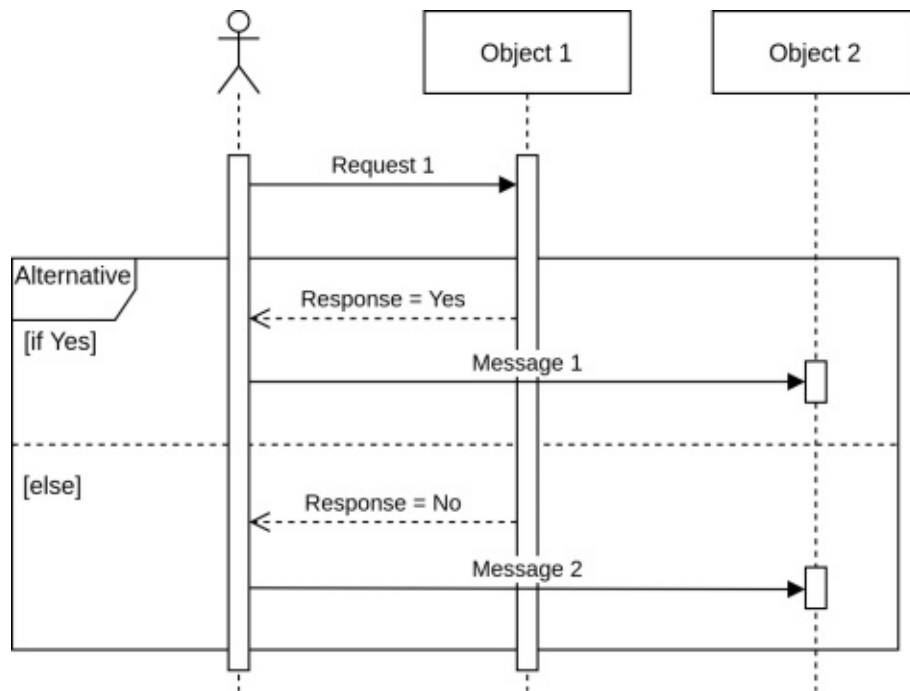 Object 1
Object 2
Request 1
Alternative
Response = Yes
[if Yes]
Message 1
[else]
Response = No
Message 2